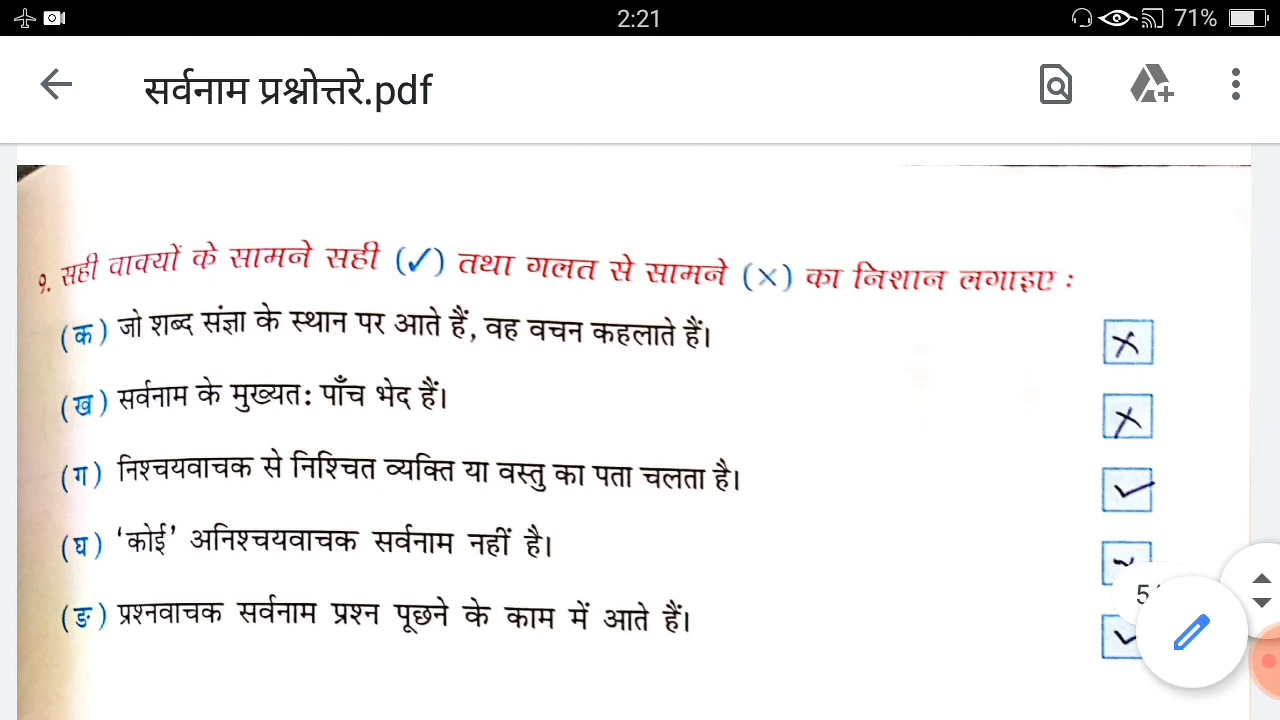 2:21
71%
सर्वनाम प्रश्नोत्तरे.pdf
9. सही वाक्यों के सामने सही (✓) तथा गलत से सामने (×) का निशान लगाइए :
(क) जो शब्द संज्ञा के स्थान पर आते हैं, वह वचन कहलाते हैं। ×
(ख) सर्वनाम के मुख्यत: पाँच भेद हैं। ×
(ग) निश्चयवाचक से निश्चित व्यक्ति या वस्तु का पता चलता है। ✓
(घ) ‘कोई’ अनिश्चयवाचक सर्वनाम नहीं है।
(ङ) प्रश्नवाचक सर्वनाम प्रश्न पूछने के काम में आते हैं। ✓